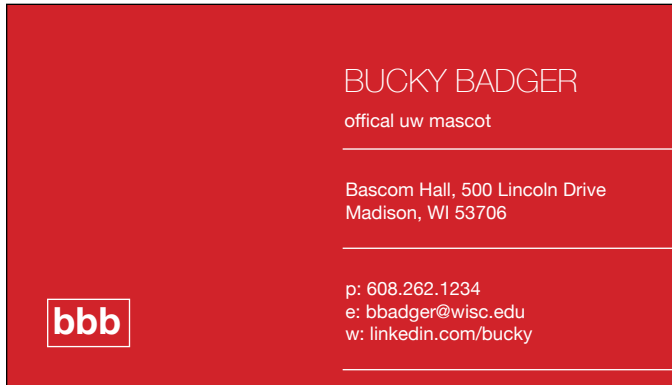 BUCKY BADGER
offical uw mascot
Bascom Hall, 500 Lincoln Drive
Madison, WI 53706
p: 608.262.1234
e: bbadger@wisc.edu
w: linkedin.com/bucky
bbb